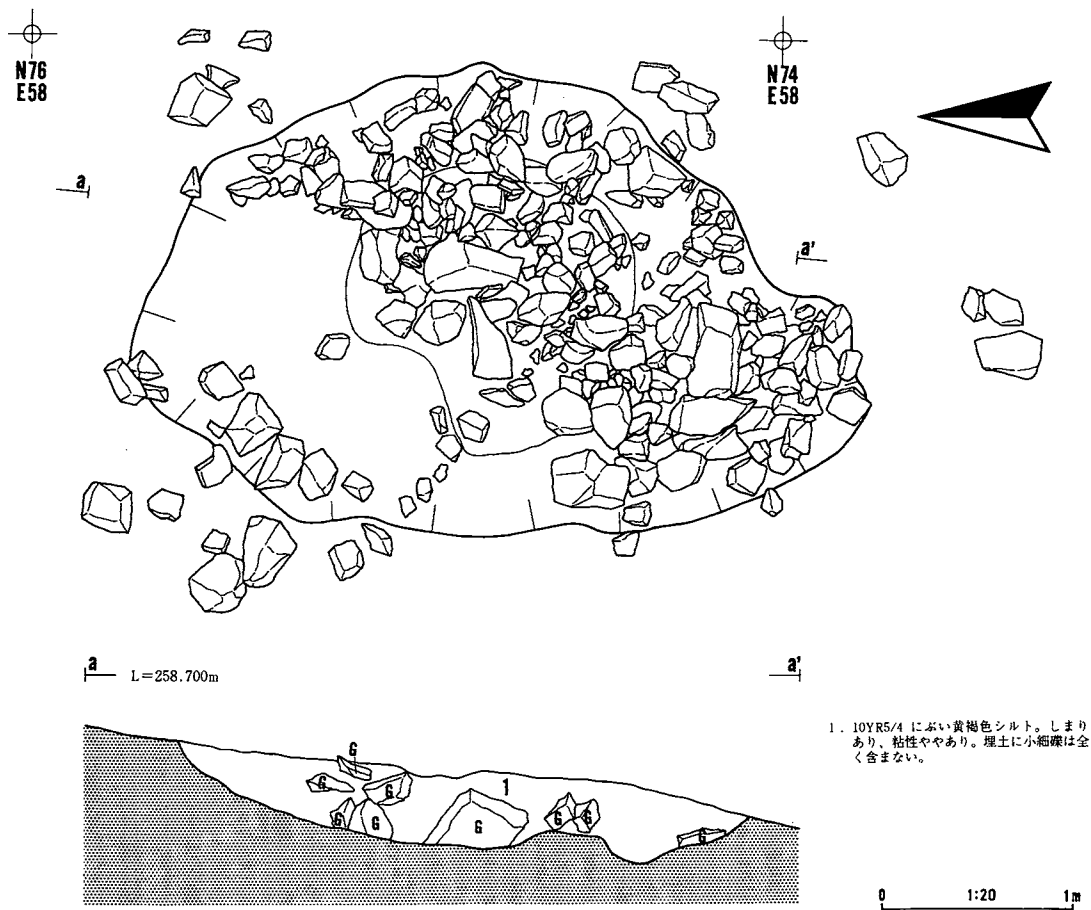 N76
E58
N74
E58
a
a'
a
L=258.700m
a'
G
G
G
1
G
G
G
G
G
G
1. 10YR5/4 にぶい黄褐色シルト。しまり
あり、粘性ややあり。埋土に小細礫は全
く含まない。
0 1:20 1m